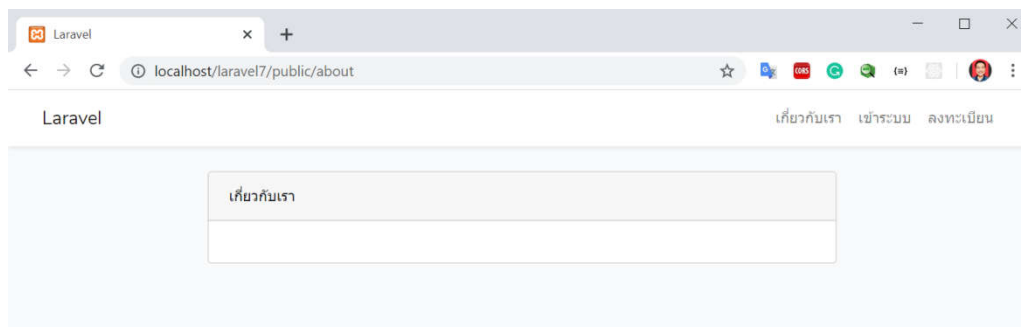 Laravel
localhost/laravel7/public/about
CORS
Laravel
เกี่ยวกับเรา เข้าระบบ ลงทะเบียน
เกี่ยวกับเรา